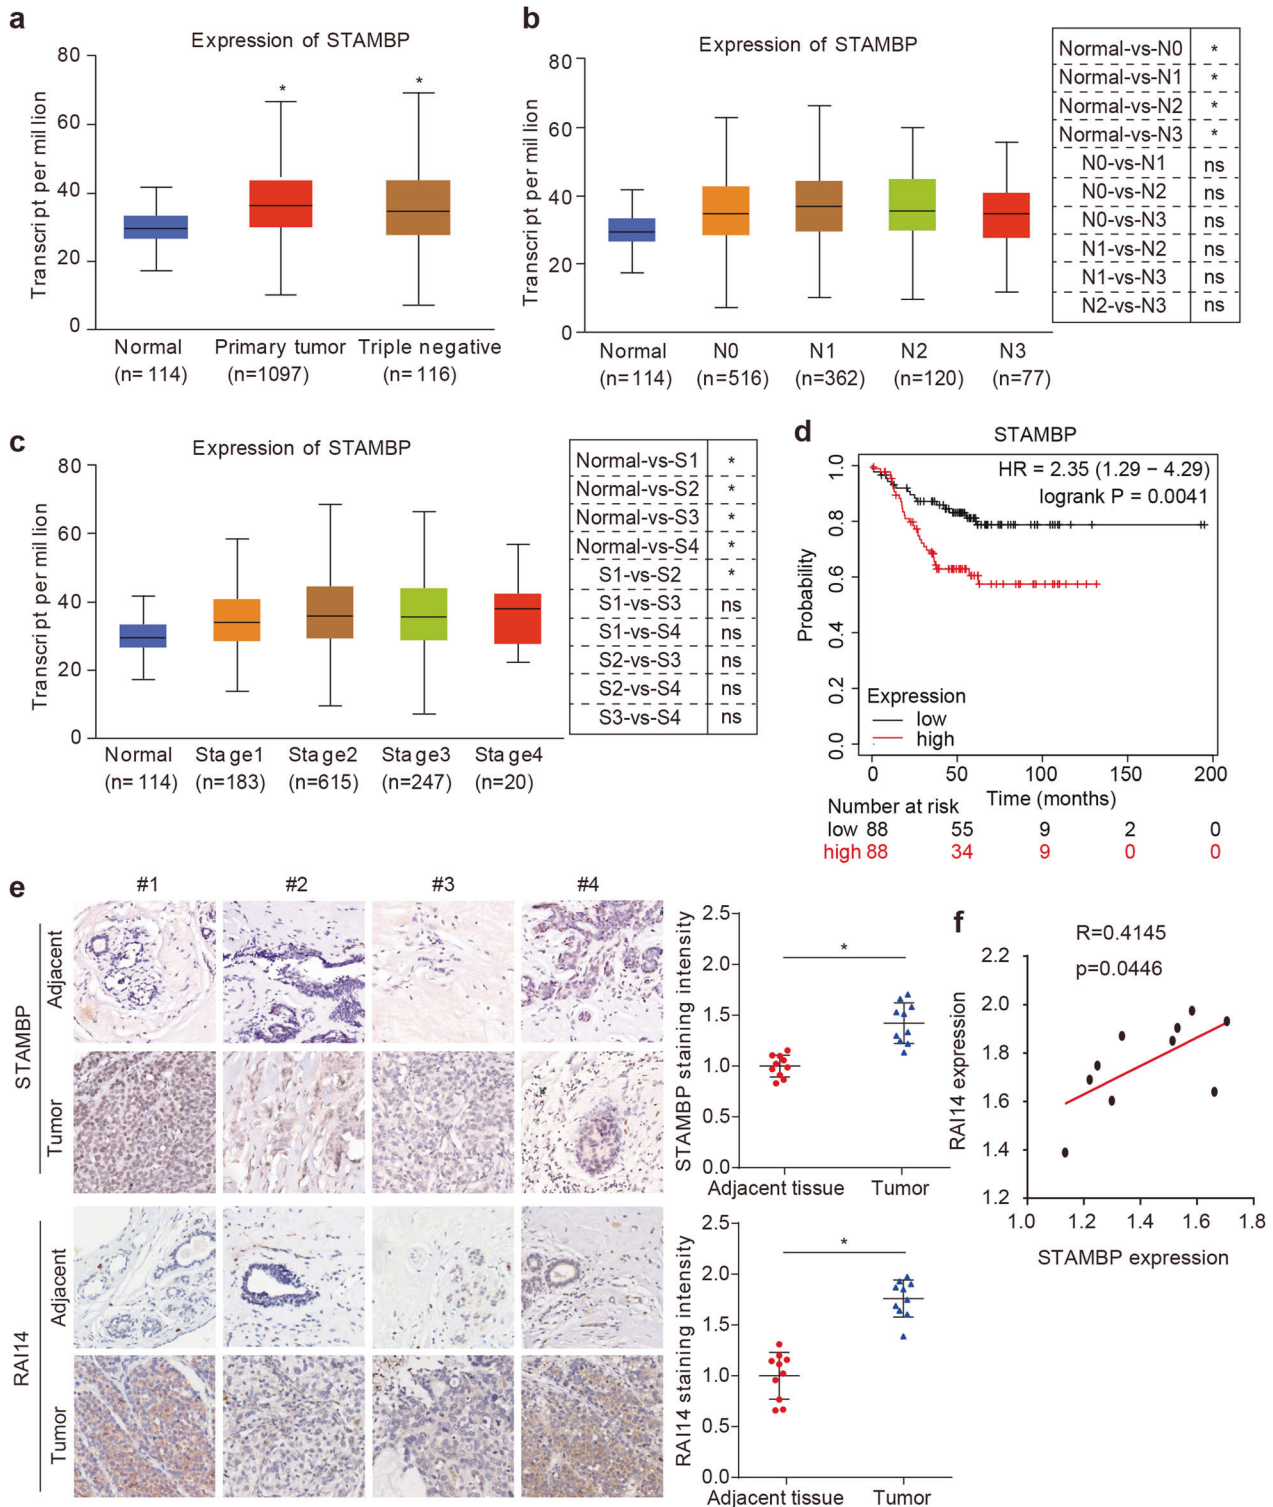 a
Expression of STAMBP
Transcript per mil lion
80
60
40
20
0
*
*
Normal
(n= 114)
Primary tumor
(n=1097)
Triple negative
(n= 116)
b
Expression of STAMBP
Transcript per mil lion
80
60
40
20
0
Normal
(n=114)
N0
(n=516)
N1
(n=362)
N2
(n=120)
N3
(n=77)
Normal-vs-N0 *
Normal-vs-N1 *
Normal-vs-N2 *
Normal-vs-N3 *
N0-vs-N1 ns
N0-vs-N2 ns
N0-vs-N3 ns
N1-vs-N2 ns
N1-vs-N3 ns
N2-vs-N3 ns
c
Expression of STAMBP
Transcript per mil lion
80
60
40
20
0
Normal
(n= 114)
Stage1
(n=183)
Stage2
(n=615)
Stage3
(n=247)
Stage4
(n=20)
Normal-vs-S1 *
Normal-vs-S2 *
Normal-vs-S3 *
Normal-vs-S4 *
S1-vs-S2 *
S1-vs-S3 ns
S1-vs-S4 ns
S2-vs-S3 ns
S2-vs-S4 ns
S3-vs-S4 ns
d
STAMBP
HR = 2.35 (1.29 − 4.29)
logrank P = 0.0041
Probability
1.0
0.8
0.6
0.4
0.2
0.0
Expression
low
high
0 50 100 150 200
Time (months)
Number at risk
low 88 55 9 2 0
high 88 34 9 0 0
e
#1 #2 #3 #4
STAMBP
Adjacent
Tumor
RAI14
Adjacent
Tumor
STAMBP staining intensity
2.5
2.0
1.5
1.0
0.5
0.0
*
Adjacent tissue Tumor
RAI14 staining intensity
2.5
2.0
1.5
1.0
0.5
0.0
*
Adjacent tissue Tumor
f
R=0.4145
p=0.0446
RAI14 expression
2.2
2.0
1.8
1.6
1.4
1.2
1.0 1.2 1.4 1.6 1.8
STAMBP expression